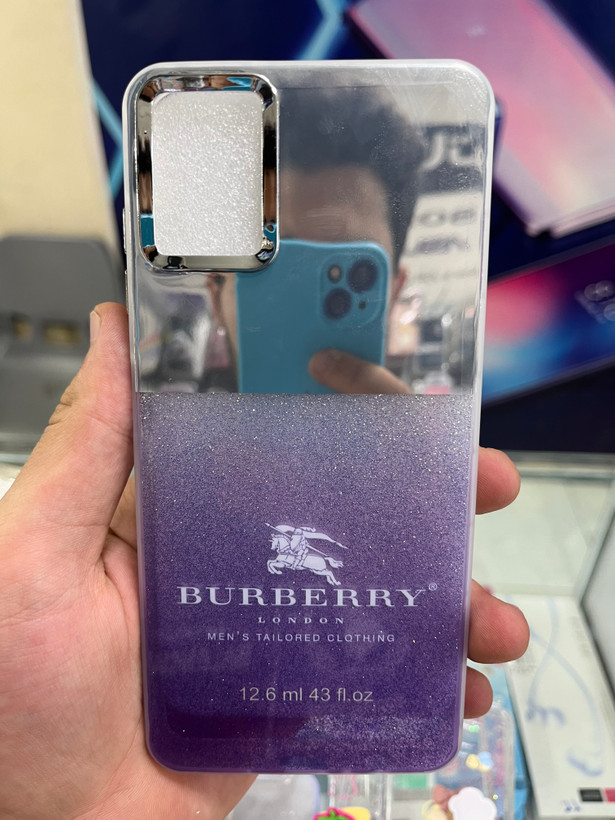 BURBERRY®
LONDON
MEN'S TAILORED CLOTHING
12.6 ml 43 fl.oz